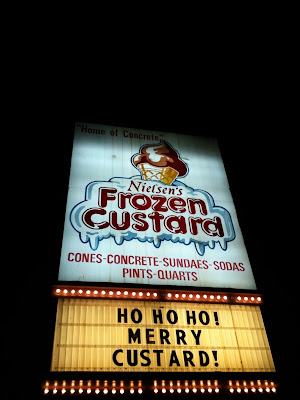 "Home of Concrete"
Nielsen's
Frozen
Custard
CONES-CONCRETE-SUNDAES-SODAS
PINTS-QUARTS
HO HO HO!
MERRY
CUSTARD!